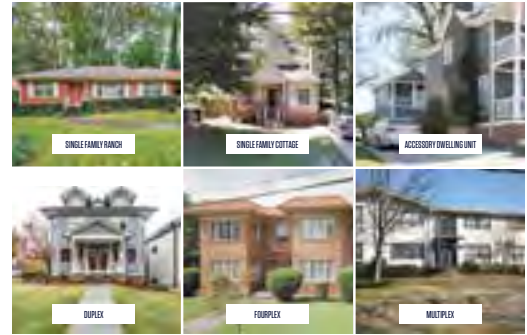 SINGLE FAMILY RANCH
SINGLE FAMILY COTTAGE
ACCESSORY DWELLING UNIT
DUPLEX
FOURPLEX
MULTIPLEX